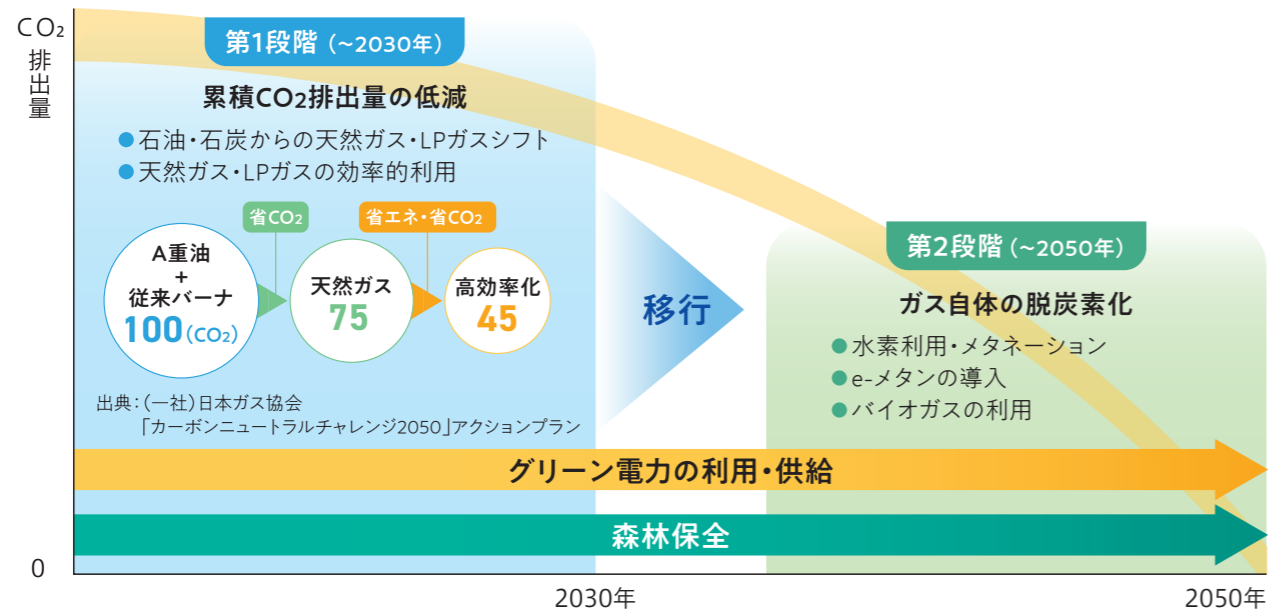 CO₂
排出量
第1段階（~2030年）
累積CO₂排出量の低減
●石油・石炭からの天然ガス・LPガスシフト
●天然ガス・LPガスの効率的利用
省CO₂
省エネ・省CO₂
A重油
+
従来バーナ
100(CO₂)
天然ガス
75
高効率化
45
出典：（一社）日本ガス協会
「カーボンニュートラルチャレンジ2050」アクションプラン
移行
第2段階（~2050年）
ガス自体の脱炭素化
●水素利用・メタネーション
●e-メタンの導入
●バイオガスの利用
グリーン電力の利用・供給
森林保全
0
2030年
2050年